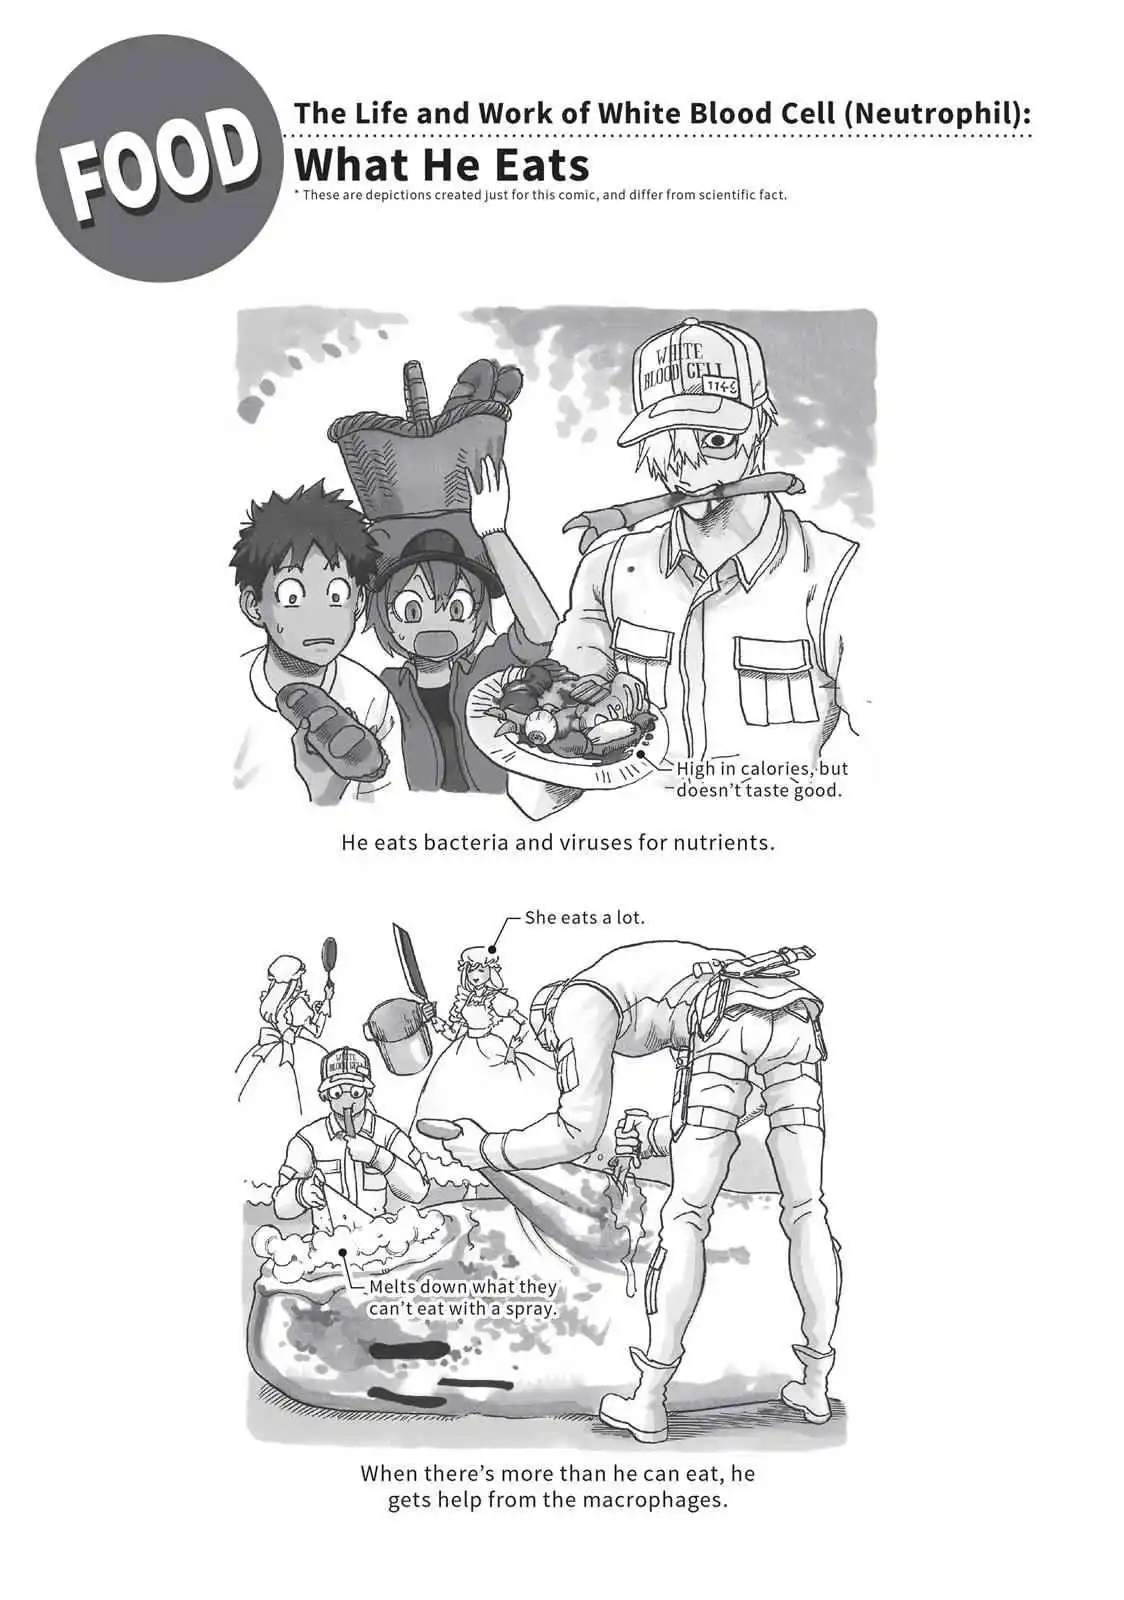 FOOD
The Life and Work of White Blood Cell (Neutrophil):
What He Eats
* These are depictions created just for this comic, and differ from scientific fact.
WHITE
BLOOD CELL
1146
High in calories, but
doesn't taste good.
He eats bacteria and viruses for nutrients.
She eats a lot.
WHITE
BLOOD CELL
Melts down what they
can't eat with a spray.
When there's more than he can eat, he
gets help from the macrophages.